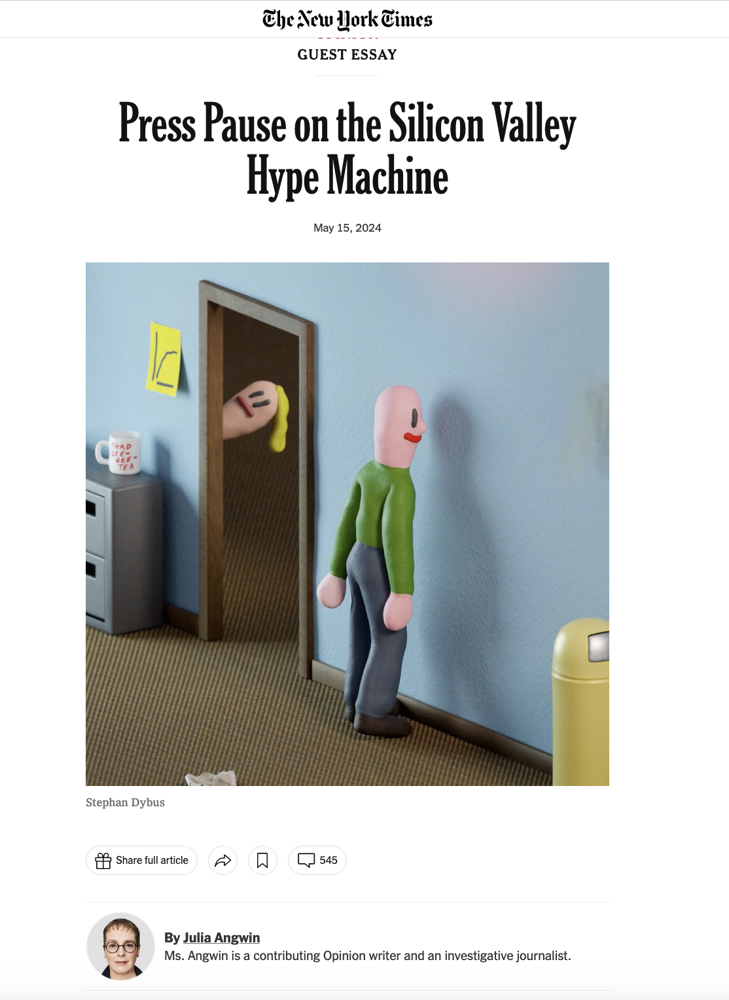 The New York Times
GUEST ESSAY
Press Pause on the Silicon Valley
Hype Machine
May 15, 2024
CHAD
GEE-
BEE-
TEA
Stephan Dybus
Share full article
545
By Julia Angwin
Ms. Angwin is a contributing Opinion writer and an investigative journalist.